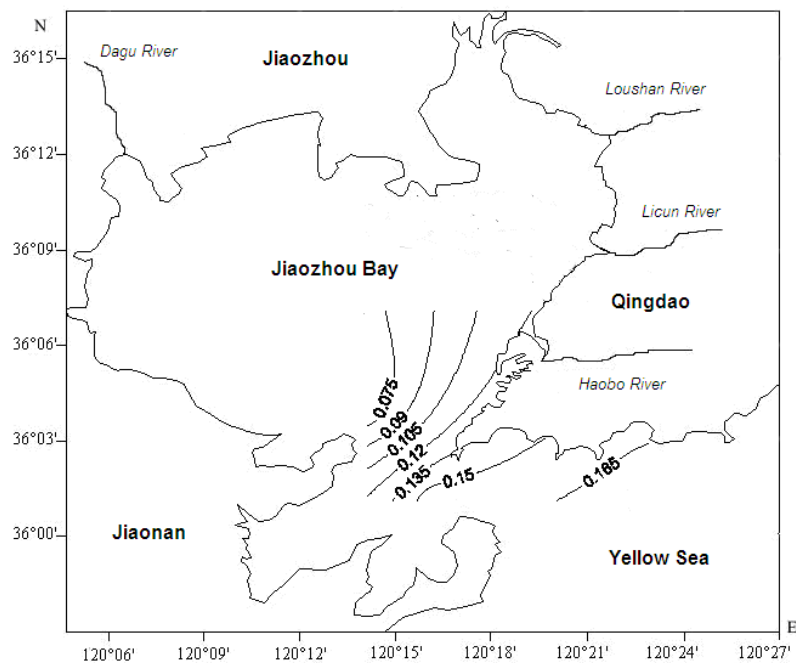 N
Dagu River
36°15'
Jiaozhou
Loushan River
36°12'
Licun River
36°09'
Jiaozhou Bay
Qingdao
36°06'
Haobo River
0.075
0.09
0.105
0.12
0.135
0.15
0.165
36°03'
36°00'
Jiaonan
Yellow Sea
E
120°06' 120°09' 120°12' 120°15' 120°18' 120°21' 120°24' 120°27'